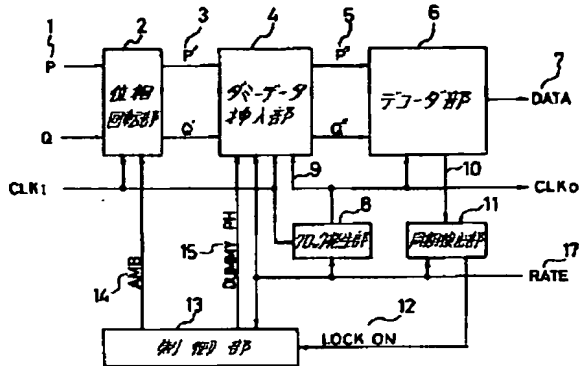 1
2
3
4
5
6
P
P'
P"
位相
回転部
ダミーデータ
挿入部
デコーダ部
7
DATA
Q
Q'
Q"
9
10
CLKI
CLKO
8
11
クロック発生部
同期検出部
17
RATE
14
AMB
15
DUMMY PH
13
12
制御部
LOCK ON